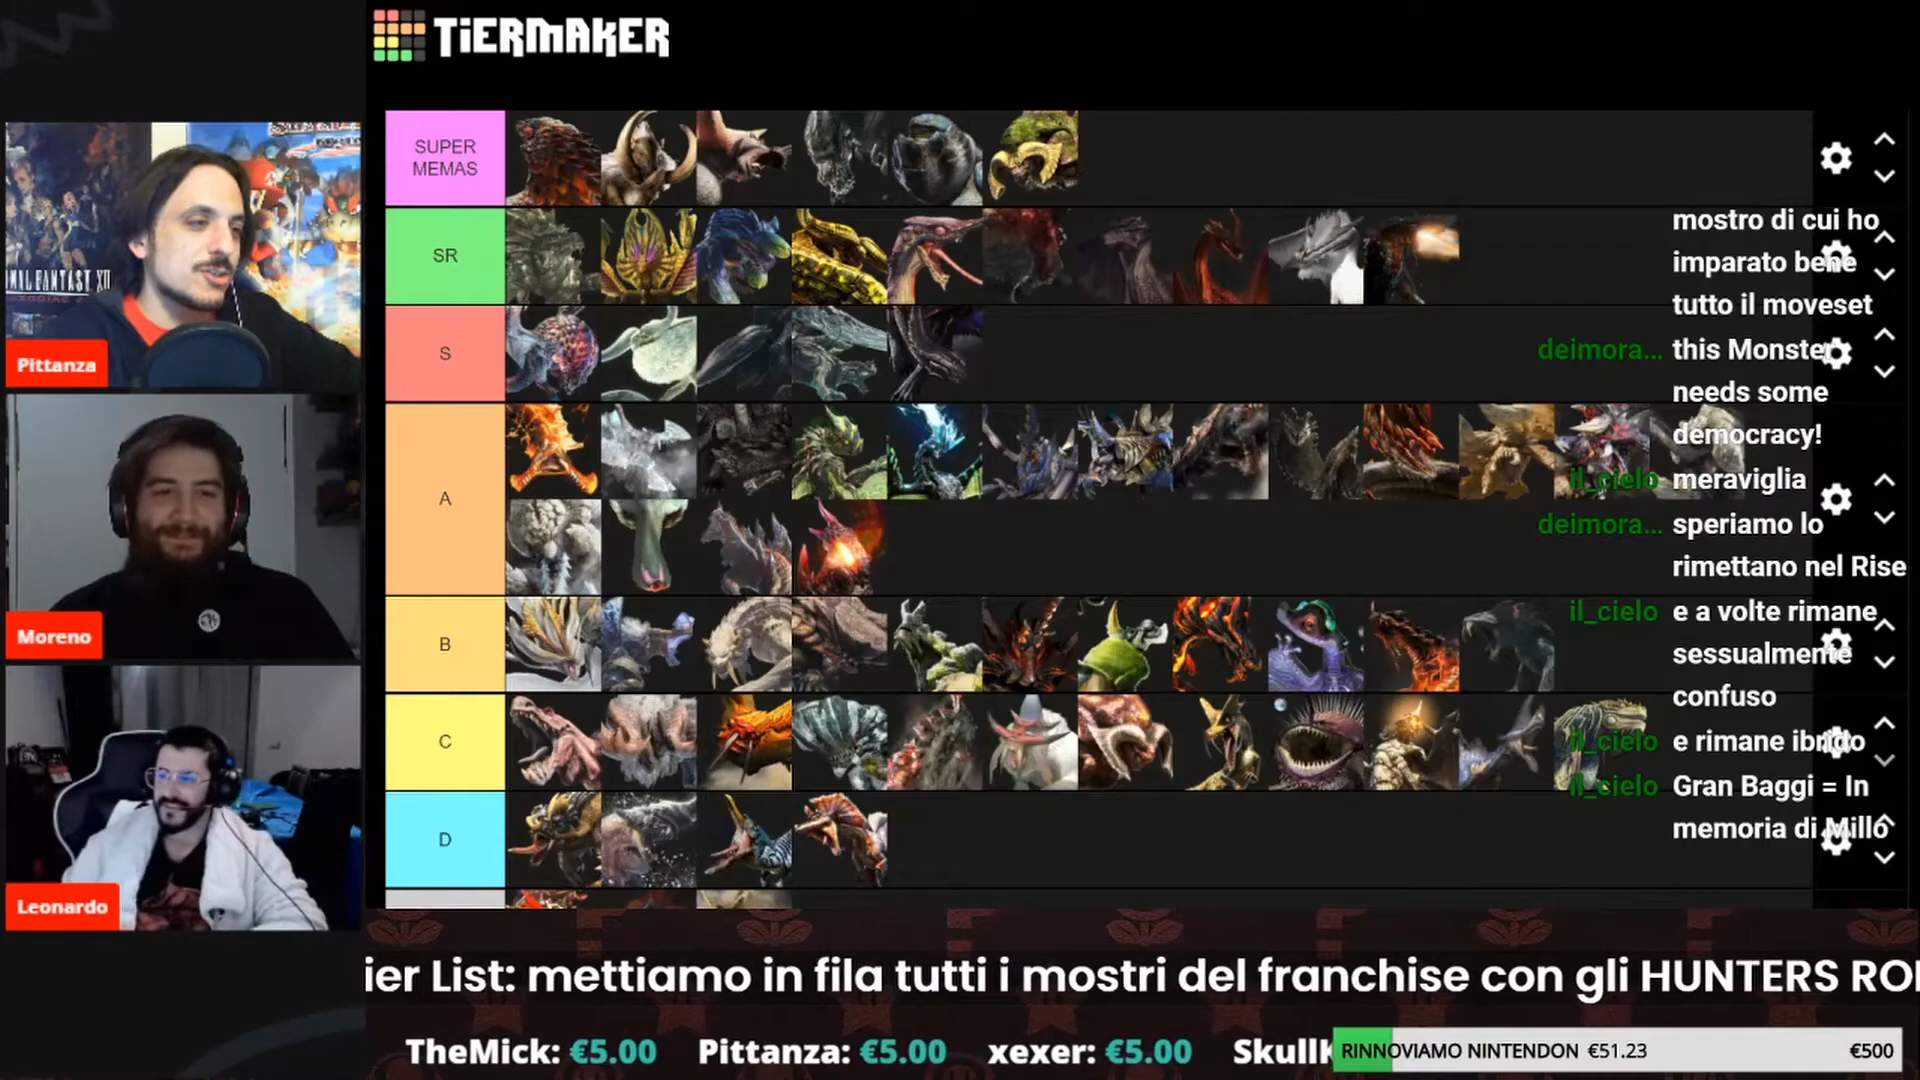 TiERMAKER
SUPER
MEMAS
SR
S
A
B
C
D
FINAL FANTASY XII
Pittanza
Moreno
Leonardo
mostro di cui ho
imparato bene
tutto il moveset
deimora... this Monster
needs some
democracy!
il_cielo meraviglia
deimora... speriamo lo
rimettano nel Rise
il_cielo e a volte rimane
sessualmente
confuso
il_cielo e rimane ibrido
il_cielo Gran Baggi = In
memoria di Millo
ier List: mettiamo in fila tutti i mostri del franchise con gli HUNTERS RO
TheMick: €5.00 Pittanza: €5.00 xexer: €5.00 Skull
RINNOVIAMO NINTENDON €51.23 €500